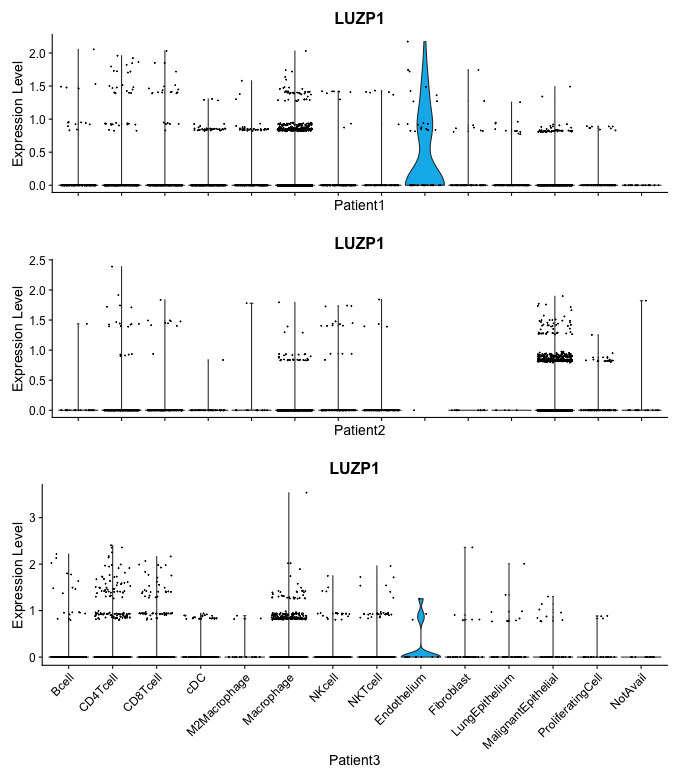 LUZP1
Expression Level
2.0
1.5
1.0
0.5
0.0
Patient1
LUZP1
Expression Level
2.5
2.0
1.5
1.0
0.5
0.0
Patient2
LUZP1
Expression Level
3
2
1
0
Bcell
CD4Tcell
CD8Tcell
cDC
M2Macrophage
Macrophage
NKcell
NKTcell
Endothelium
Fibroblast
LungEpithelium
MalignantEpithelial
ProliferatingCell
NotAvail
Patient3